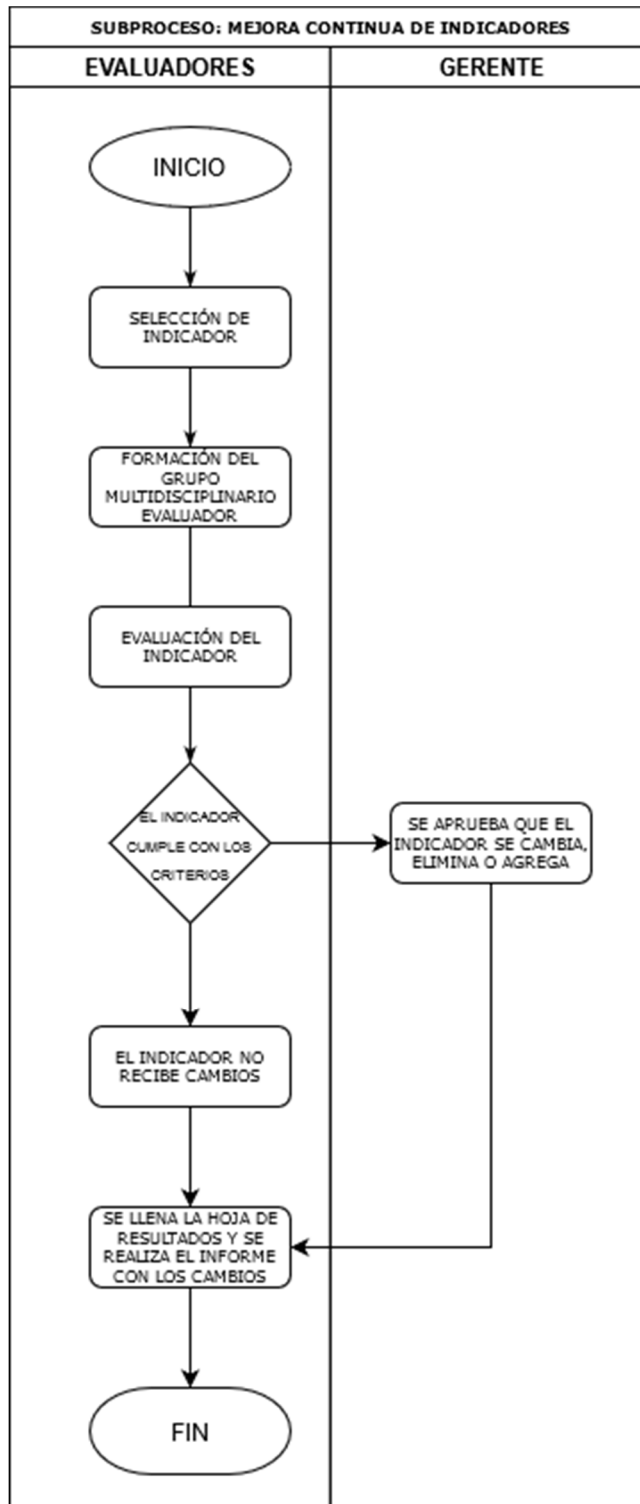 SUBPROCESO: MEJORA CONTINUA DE INDICADORES
EVALUADORES
GERENTE
INICIO
SELECCIÓN DE
INDICADOR
FORMACIÓN DEL
GRUPO
MULTIDISCIPLINARIO
EVALUADOR
EVALUACIÓN DEL
INDICADOR
EL INDICADOR
CUMPLE CON LOS
CRITERIOS
SE APRUEBA QUE EL
INDICADOR SE CAMBIA,
ELIMINA O AGREGA
EL INDICADOR NO
RECIBE CAMBIOS
SE LLENA LA HOJA DE
RESULTADOS Y SE
REALIZA EL INFORME
CON LOS CAMBIOS
FIN